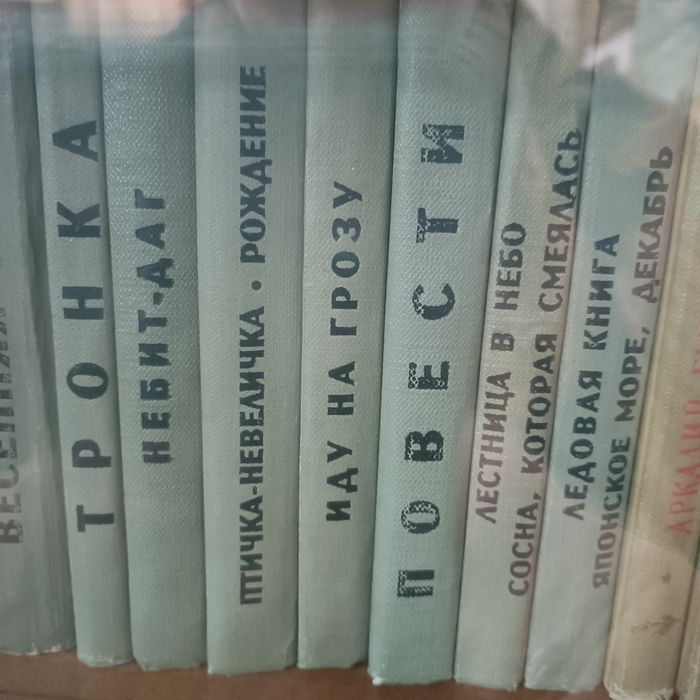 ТРОНКА
НЕБИТ-ДАГ
ПТИЧКА-НЕВЕЛИЧКА · РОЖДЕНИЕ
ИДУ НА ГРОЗУ
ПОВЕСТИ
ЛЕСТНИЦА В НЕБО
СОСНА, КОТОРАЯ СМЕЯЛАСЬ
ЛЕДОВАЯ КНИГА
ЯПОНСКОЕ МОРЕ, ДЕКАБРЬ
АРКАДИЙ